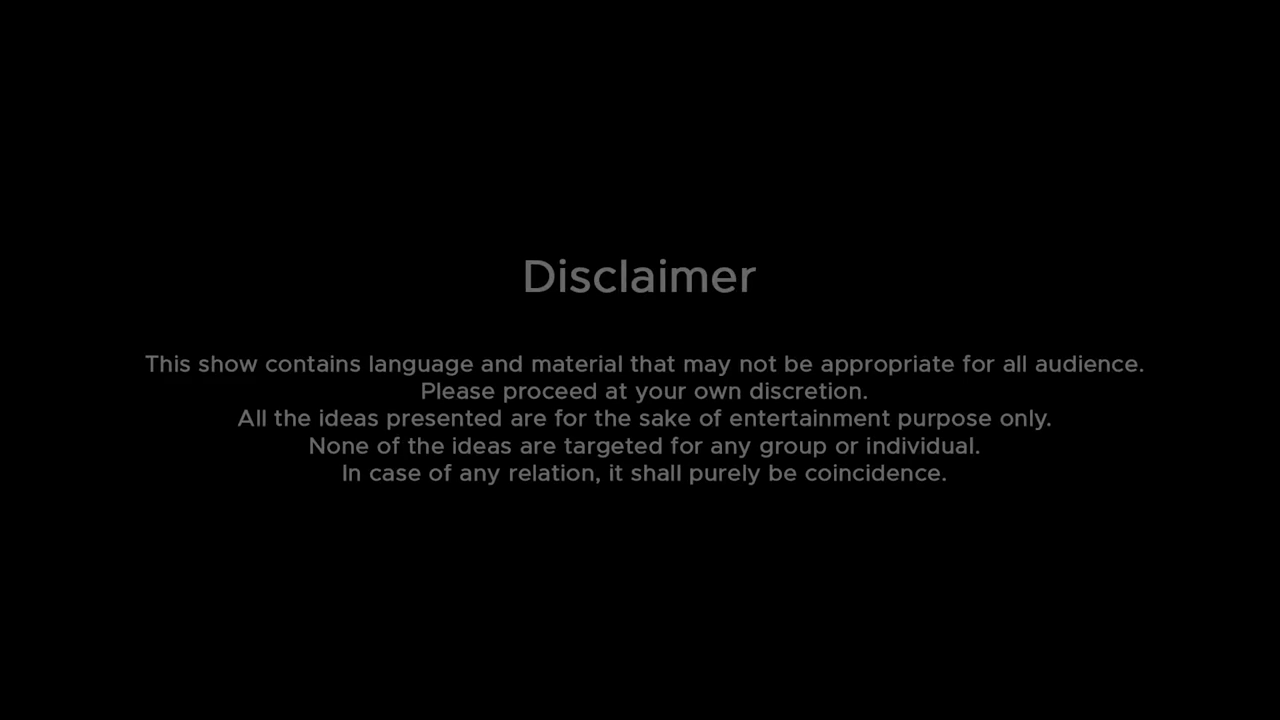 Disclaimer
This show contains language and material that may not be appropriate for all audience.
Please proceed at your own discretion.
All the ideas presented are for the sake of entertainment purpose only.
None of the ideas are targeted for any group or individual.
In case of any relation, it shall purely be coincidence.